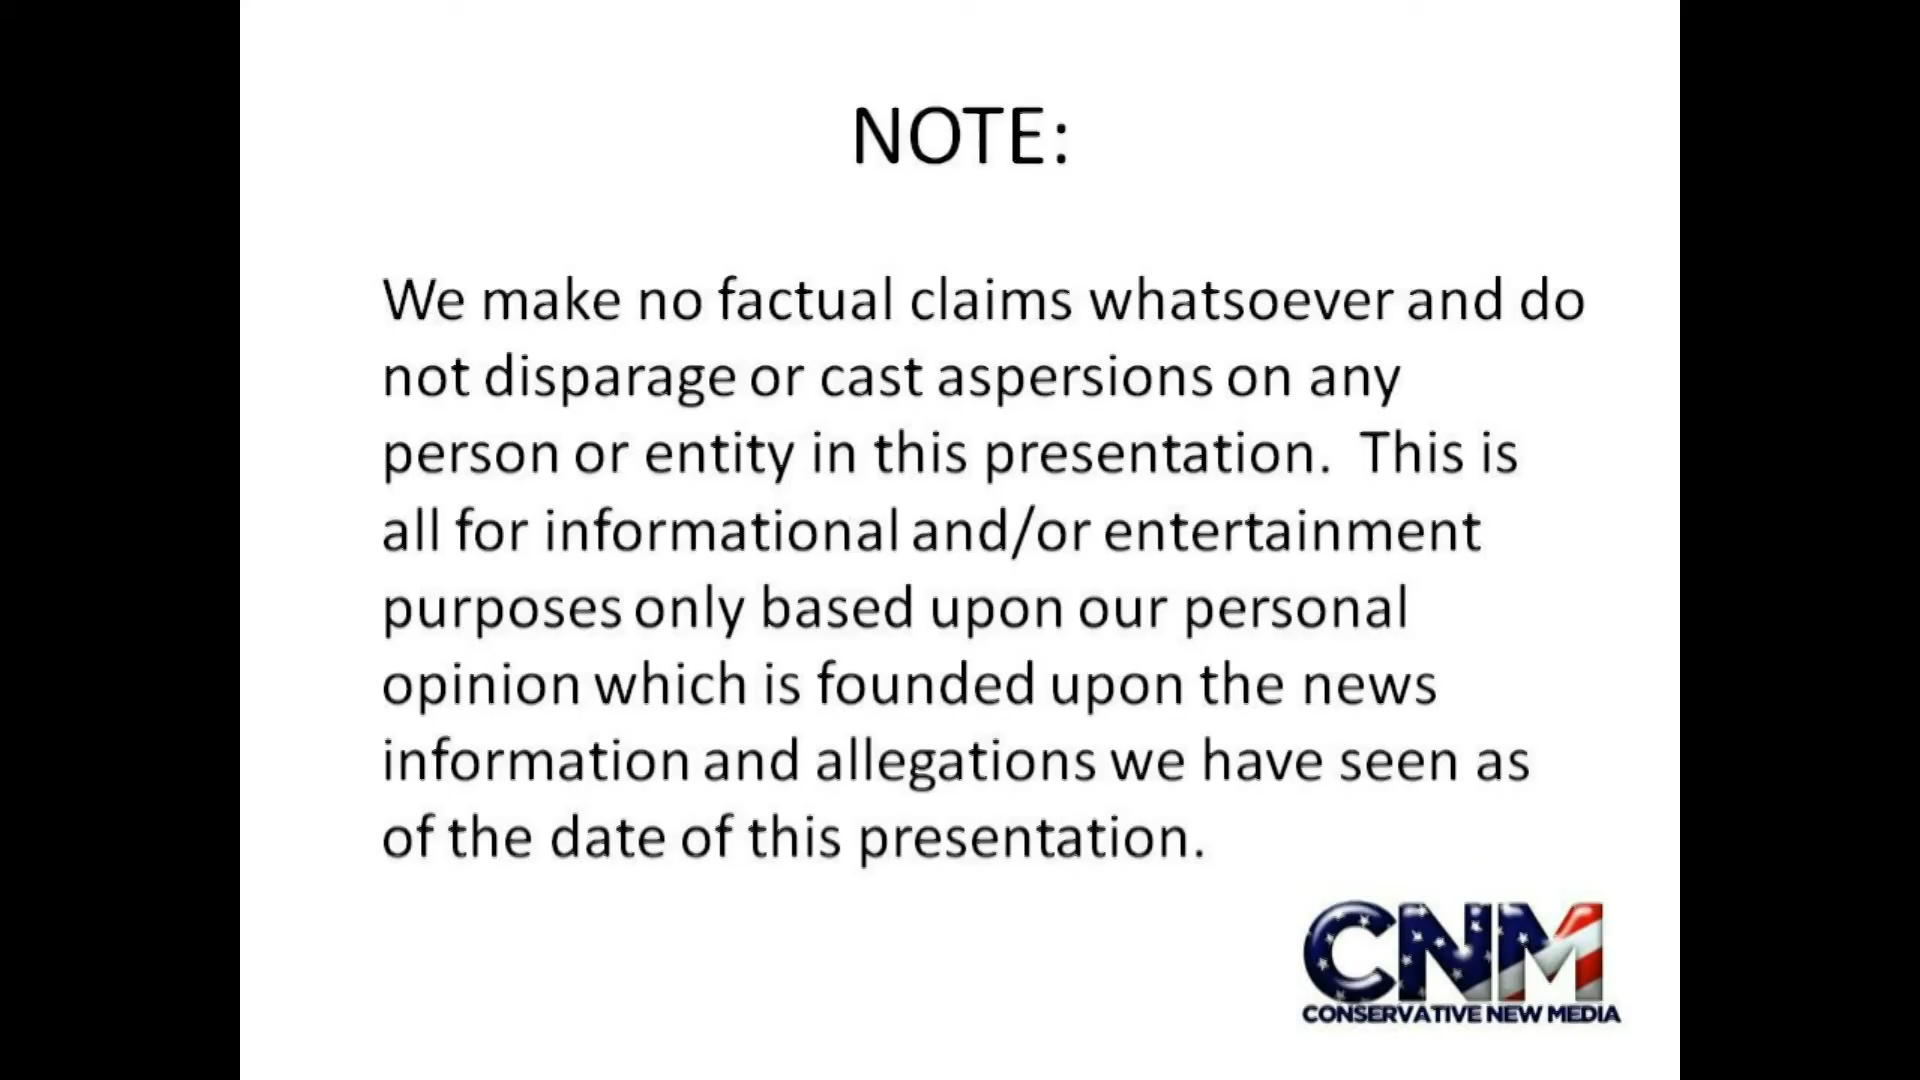 NOTE:
We make no factual claims whatsoever and do
not disparage or cast aspersions on any
person or entity in this presentation.  This is
all for informational and/or entertainment
purposes only based upon our personal
opinion which is founded upon the news
information and allegations we have seen as
of the date of this presentation.
CNM
CONSERVATIVE NEW MEDIA